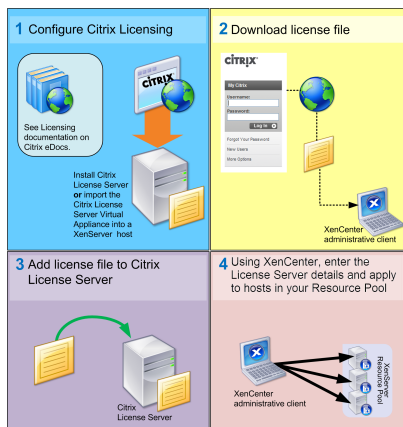 1 Configure Citrix Licensing
CİTRIX
See Licensing
documentation on
Citrix eDocs.
Install Citrix
License Server
or import the
Citrix License
Server Virtual
Appliance into a
XenServer host
2 Download license file
CİTRIX
My Citrix
Username:
Password:
Log in
Forgot Your Password
New Users
More Options
XenCenter
administrative client
3 Add license file to Citrix
License Server
Citrix
License Server
4 Using XenCenter, enter the
License Server details and apply
to hosts in your Resource Pool
XenCenter
administrative client
XenServer
Resource Pool